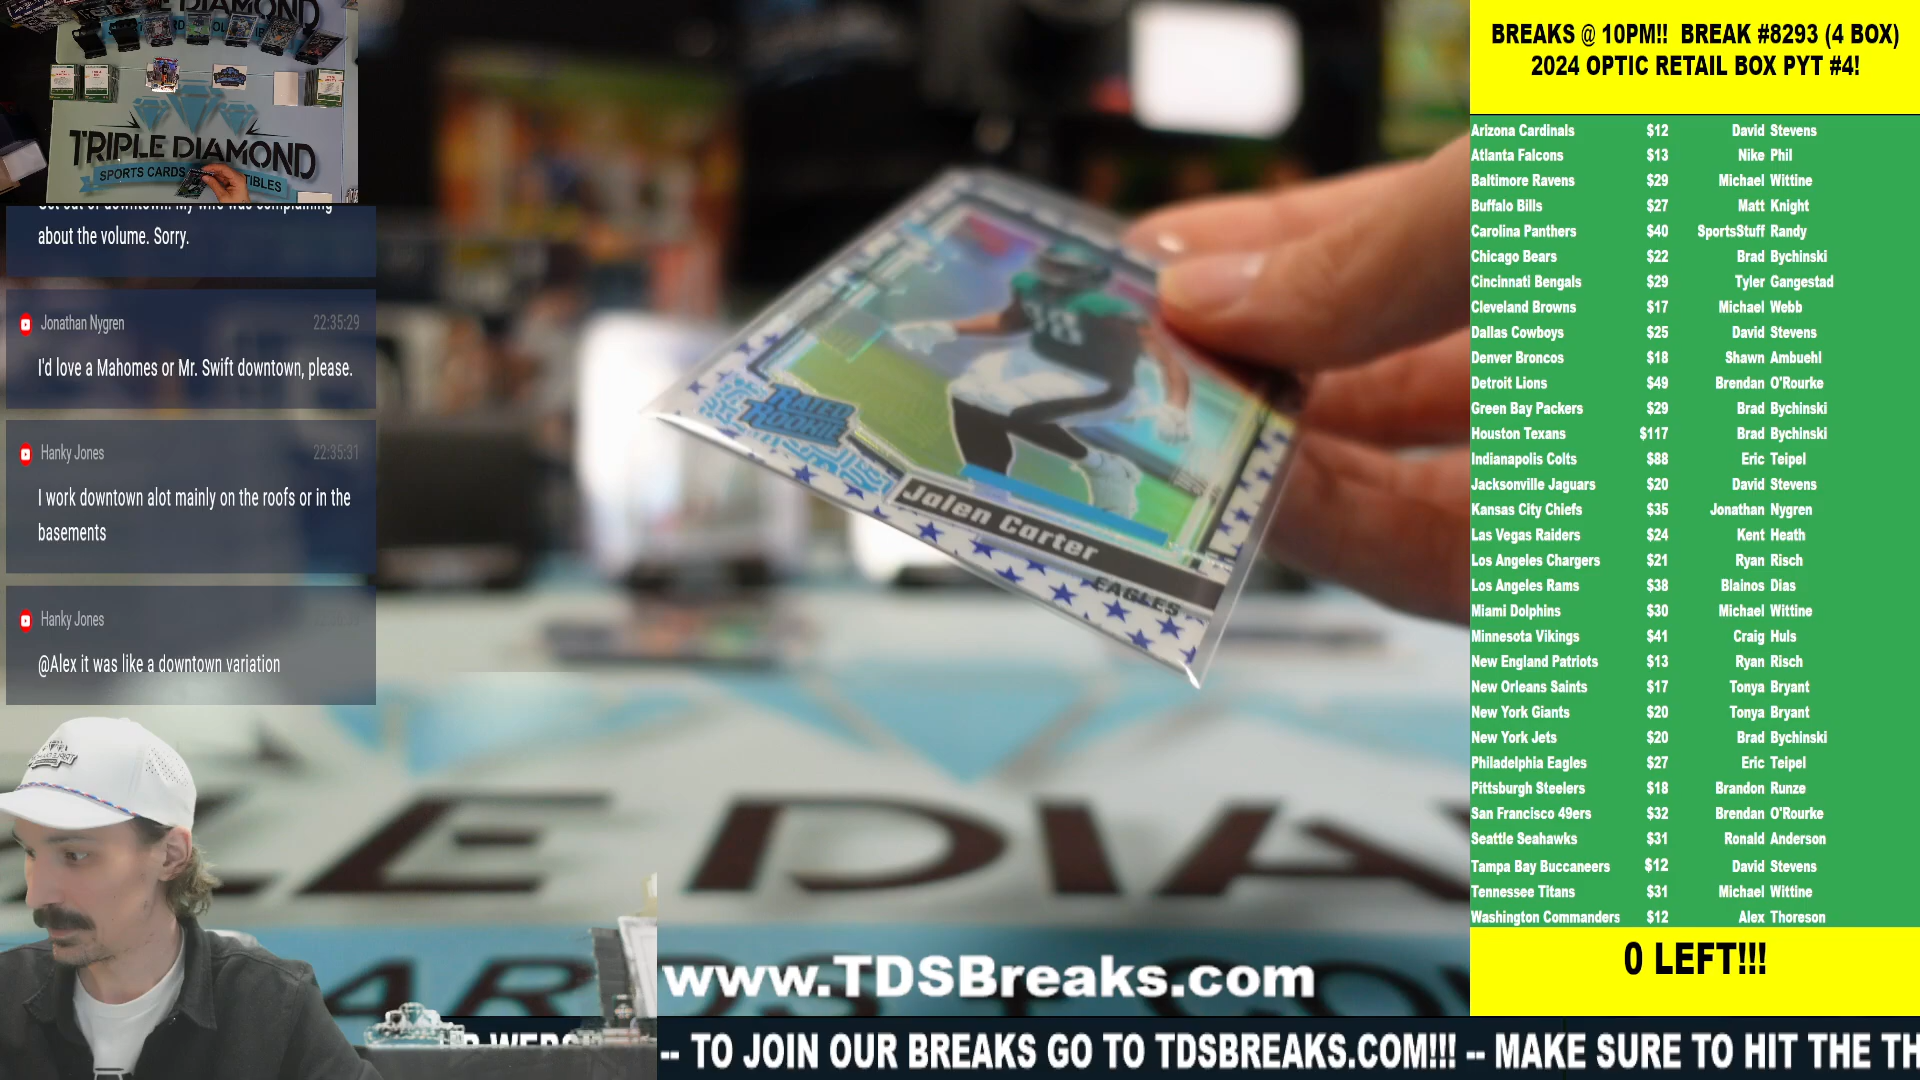 TRIPLE DIAMOND
SPORTS CARDS
about the volume. Sorry.
Jonathan Nygren 22:35:29
I'd love a Mahomes or Mr. Swift downtown, please.
Hanky Jones 22:35:31
I work downtown alot mainly on the roofs or in the
basements
Hanky Jones
@Alex it was like a downtown variation
RATED
ROOKIE
Jalen Carter
EAGLES
www.TDSBreaks.com
-- TO JOIN OUR BREAKS GO TO TDSBREAKS.COM!!! -- MAKE SURE TO HIT THE TH
BREAKS @ 10PM!! BREAK #8293 (4 BOX)
2024 OPTIC RETAIL BOX PYT #4!
Arizona Cardinals $12 David Stevens
Atlanta Falcons $13 Nike Phil
Baltimore Ravens $29 Michael Wittine
Buffalo Bills $27 Matt Knight
Carolina Panthers $40 SportsStuff Randy
Chicago Bears $22 Brad Bychinski
Cincinnati Bengals $29 Tyler Gangestad
Cleveland Browns $17 Michael Webb
Dallas Cowboys $25 David Stevens
Denver Broncos $18 Shawn Ambuehl
Detroit Lions $49 Brendan O'Rourke
Green Bay Packers $29 Brad Bychinski
Houston Texans $117 Brad Bychinski
Indianapolis Colts $88 Eric Teipel
Jacksonville Jaguars $20 David Stevens
Kansas City Chiefs $35 Jonathan Nygren
Las Vegas Raiders $24 Kent Heath
Los Angeles Chargers $21 Ryan Risch
Los Angeles Rams $38 Blainos Dias
Miami Dolphins $30 Michael Wittine
Minnesota Vikings $41 Craig Huls
New England Patriots $13 Ryan Risch
New Orleans Saints $17 Tonya Bryant
New York Giants $20 Tonya Bryant
New York Jets $20 Brad Bychinski
Philadelphia Eagles $27 Eric Teipel
Pittsburgh Steelers $18 Brandon Runze
San Francisco 49ers $32 Brendan O'Rourke
Seattle Seahawks $31 Ronald Anderson
Tampa Bay Buccaneers $12 David Stevens
Tennessee Titans $31 Michael Wittine
Washington Commanders $12 Alex Thoreson
0 LEFT!!!